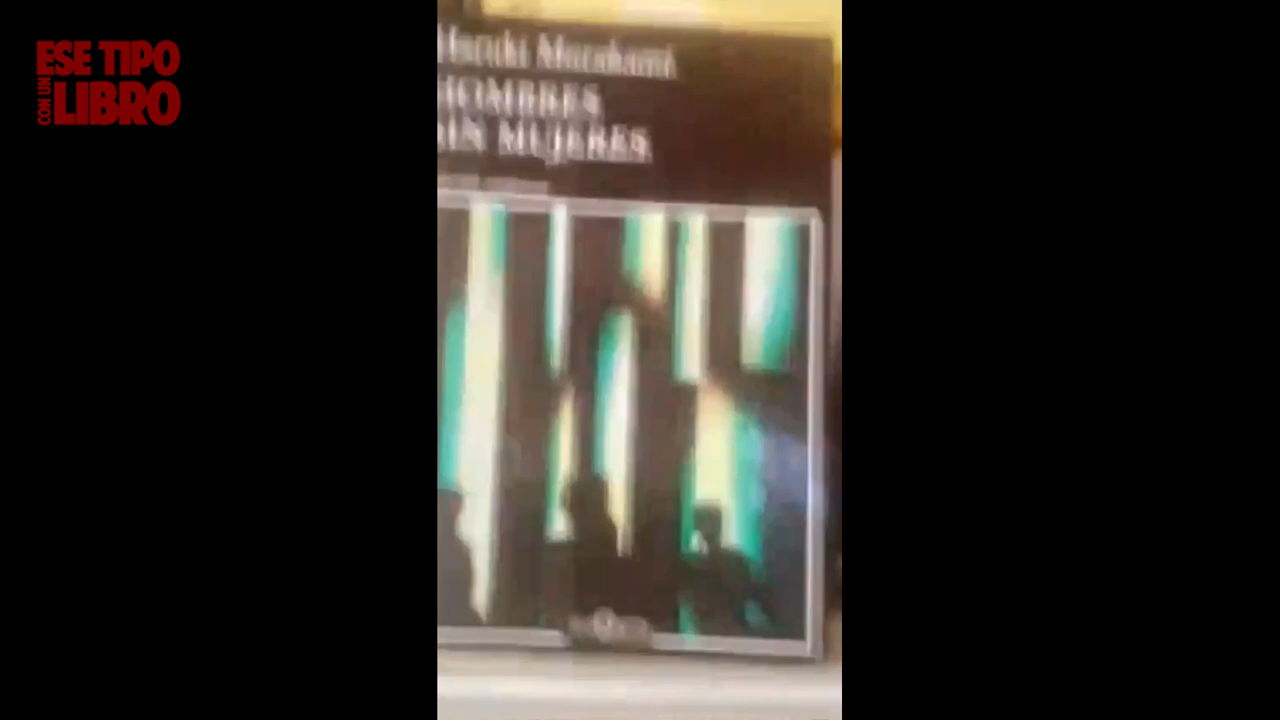 ESE TIPO
CON UN
LIBRO
Haruki Murakami
HOMBRES
SIN MUJERES